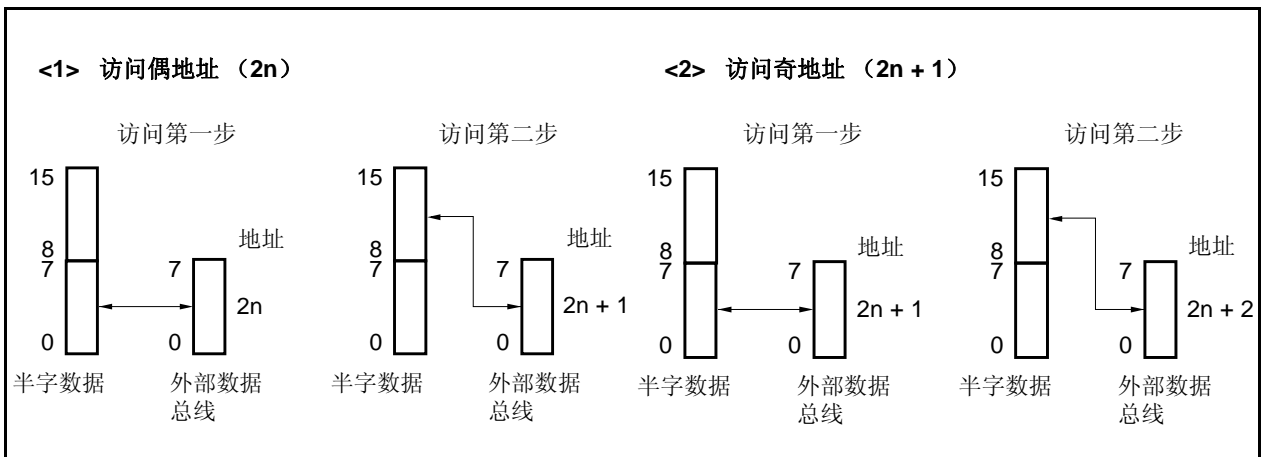 <1> 访问偶地址 （2n）
访问第一步
15
8
7
0
半字数据
7
0
地址
2n
外部数据
总线
访问第二步
15
8
7
0
半字数据
7
0
地址
2n + 1
外部数据
总线
<2> 访问奇地址 （2n + 1）
访问第一步
15
8
7
0
半字数据
7
0
地址
2n + 1
外部数据
总线
访问第二步
15
8
7
0
半字数据
7
0
地址
2n + 2
外部数据
总线